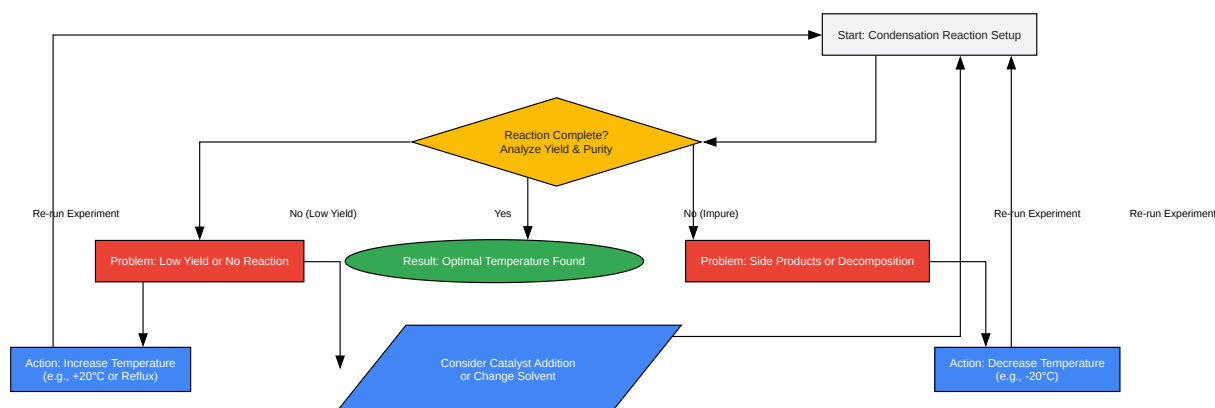 Start: Condensation Reaction Setup
Reaction Complete?
Analyze Yield & Purity
Re-run Experiment
No (Low Yield)
Yes
No (Impure)
Re-run Experiment
Re-run Experiment
Problem: Low Yield or No Reaction
Result: Optimal Temperature Found
Problem: Side Products or Decomposition
Action: Increase Temperature
(e.g., +20°C or Reflux)
Consider Catalyst Addition
or Change Solvent
Action: Decrease Temperature
(e.g., -20°C)